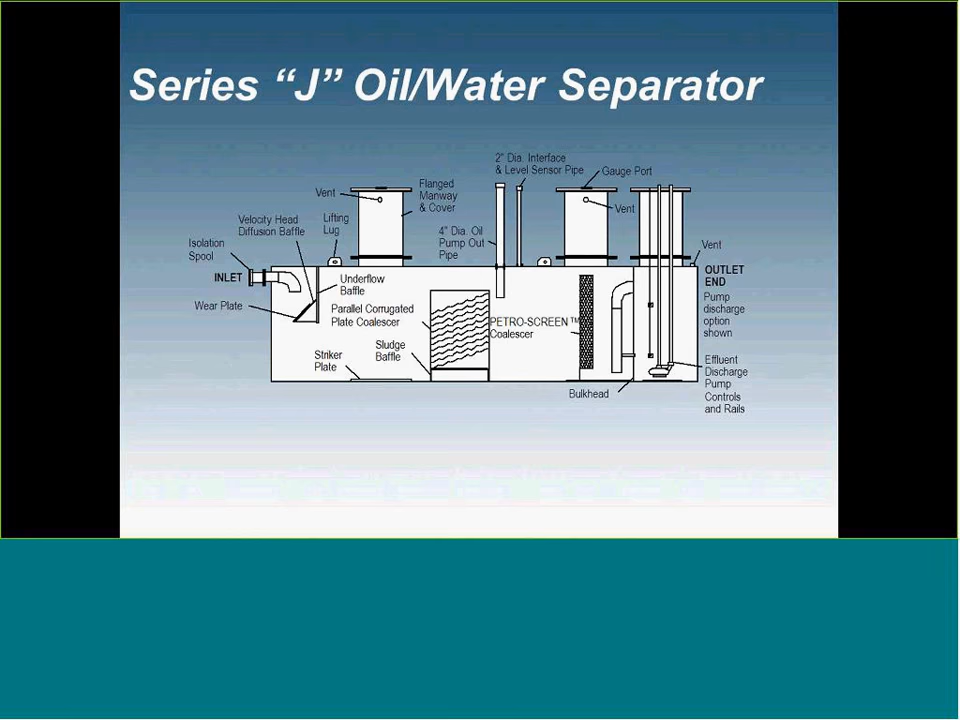 Series “J” Oil/Water Separator
2" Dia. Interface
& Level Sensor Pipe
Gauge Port
Vent
Flanged
Manway
& Cover
Vent
Velocity Head
Diffusion Baffle
Lifting
Lug
4" Dia. Oil
Pump Out
Pipe
Isolation
Spool
Vent
INLET
Underflow
Baffle
OUTLET
END
Wear Plate
Parallel Corrugated
Plate Coalescer
PETRO-SCREEN™
Coalescer
Pump
discharge
option
shown
Striker
Plate
Sludge
Baffle
Bulkhead
Effluent
Discharge
Pump
Controls
and Rails